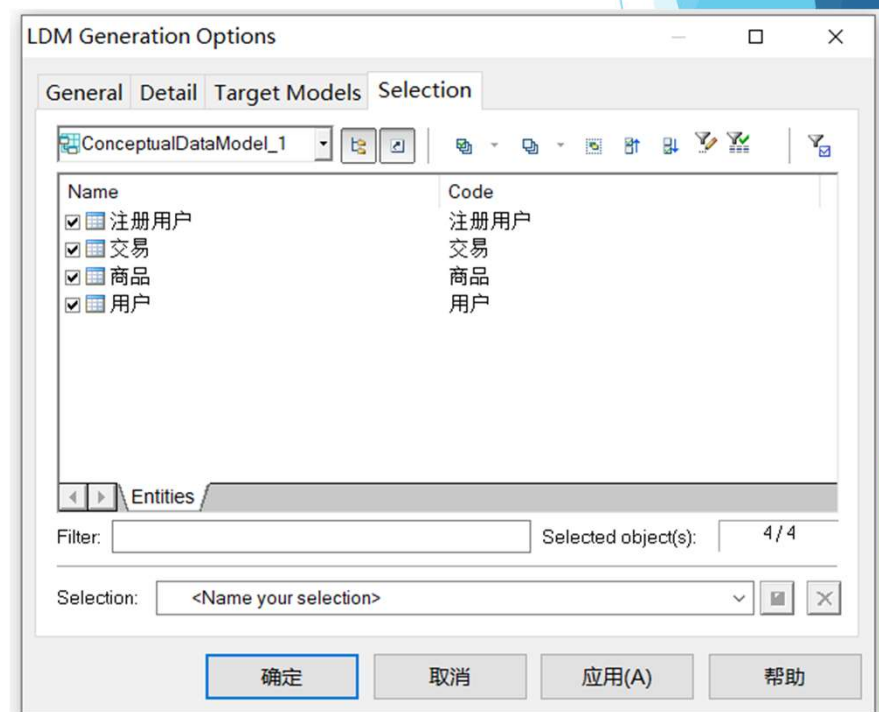 LDM Generation Options
General Detail Target Models Selection
ConceptualDataModel_1
Name Code
注册用户 注册用户
交易 交易
商品 商品
用户 用户
Entities
Filter: Selected object(s): 4 / 4
Selection: <Name your selection>
确定 取消 应用(A) 帮助